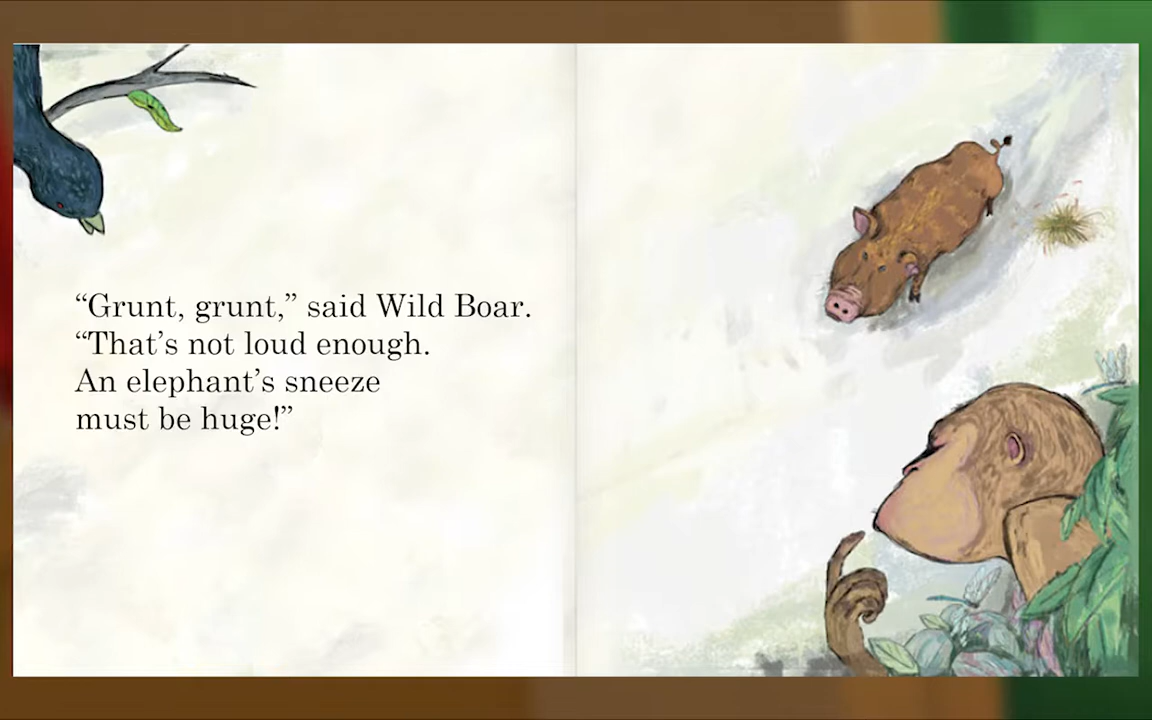 “Grunt, grunt,” said Wild Boar.
“That’s not loud enough.
An elephant’s sneeze
must be huge!”